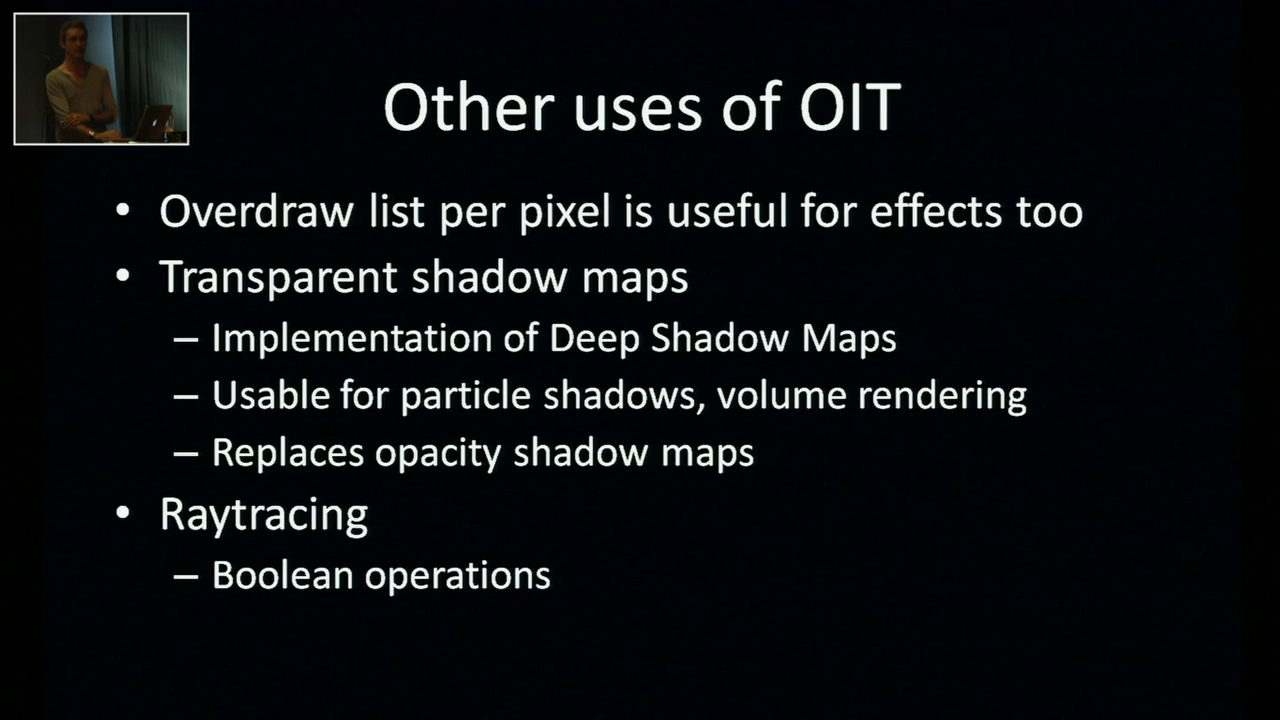 Other uses of OIT
• Overdraw list per pixel is useful for effects too
• Transparent shadow maps
– Implementation of Deep Shadow Maps
– Usable for particle shadows, volume rendering
– Replaces opacity shadow maps
• Raytracing
– Boolean operations